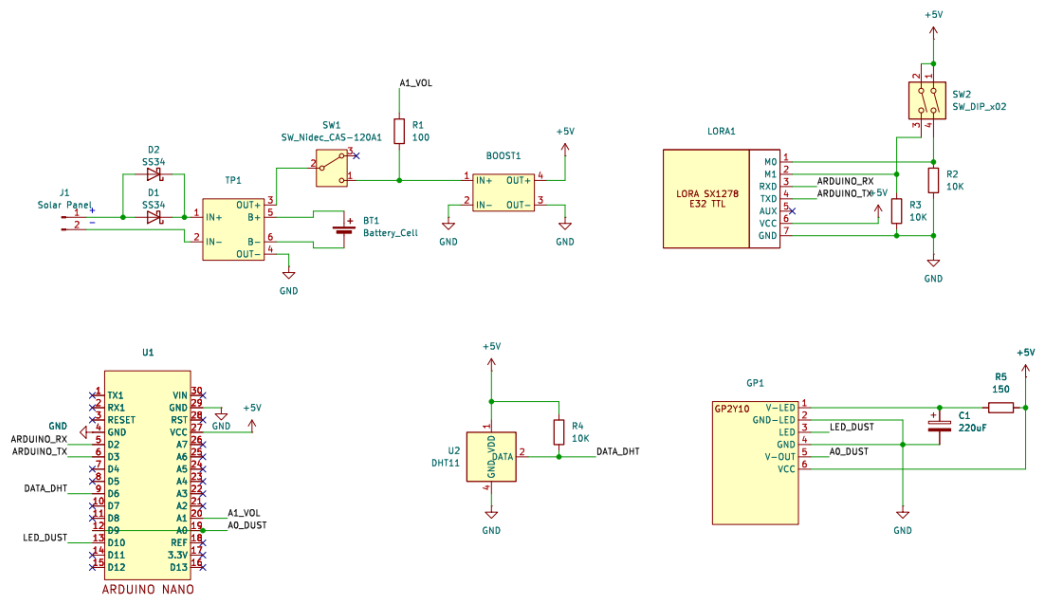 +5V
2
1
SW2
SW_DIP_x02
3
4
A1_VOL
R1
100
SW1
SW_Nidec_CAS-120A1
2
3
1
+5V
BOOST1
1
IN+
OUT+
4
2
IN-
OUT-
3
GND
GND
D2
SS34
D1
SS34
J1
Solar Panel
1
+
2
-
TP1
1
IN+
2
IN-
OUT+
3
B+
5
B-
6
OUT-
4
+
BT1
Battery_Cell
GND
LORA1
LORA SX1278
E32 TTL
M0
1
M1
2
RXD
3
ARDUINO_RX
TXD
4
ARDUINO_TX
AUX
5
VCC
6
GND
7
+5V
R2
10K
R3
10K
GND
U1
1
TX1
VIN
30
2
RX1
GND
29
3
RESET
RST
28
GND
4
GND
VCC
27
ARDUINO_RX
5
D2
A7
26
ARDUINO_TX
6
D3
A6
25
7
D4
A5
24
8
D5
A4
23
DATA_DHT
9
D6
A3
22
10
D7
A2
21
11
D8
A1
20
A1_VOL
12
D9
A0
19
A0_DUST
LED_DUST
13
D10
REF
18
14
D11
3.3V
17
15
D12
D13
16
GND
+5V
ARDUINO NANO
+5V
1
VDD
U2
DHT11
DATA
2
GND
4
R4
10K
DATA_DHT
GND
GP1
GP2Y10
V-LED
1
GND-LED
2
LED
3
LED_DUST
GND
4
V-OUT
5
A0_DUST
VCC
6
R5
150
+5V
+
C1
220uF
GND